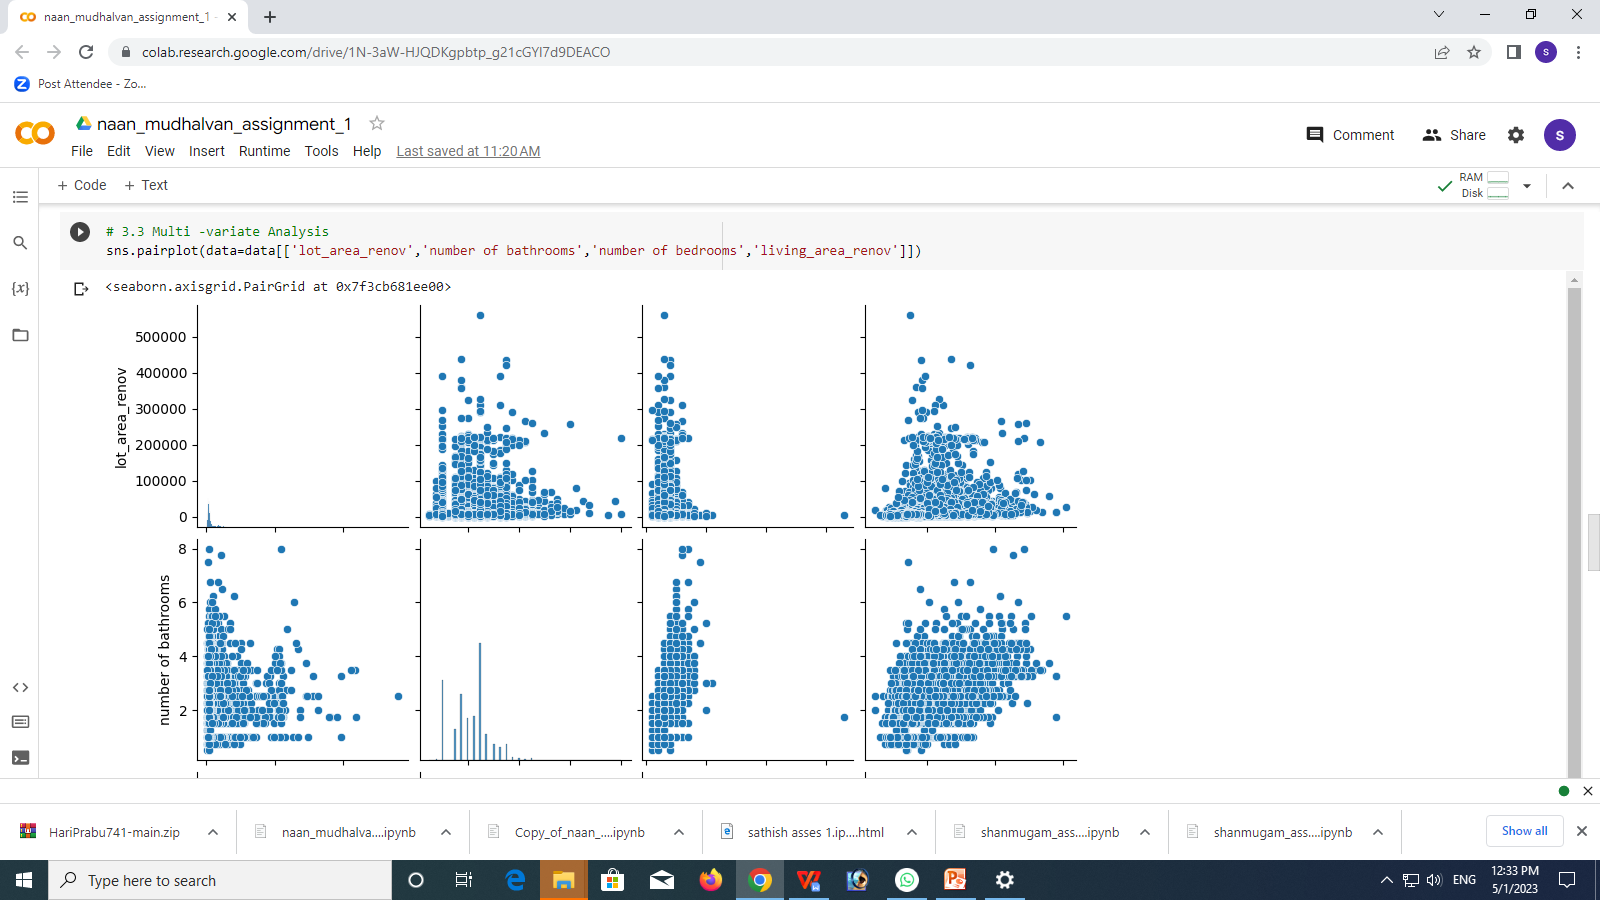 naan_mudhalvan_assignment_1 -
colab.research.google.com/drive/1N-3aW-HJQDKgpbtp_g21cGYl7d9DEACO
s
Post Attendee - Zo...
naan_mudhalvan_assignment_1
File Edit View Insert Runtime Tools Help Last saved at 11:20 AM
Comment Share S
+ Code + Text
RAM
Disk
# 3.3 Multi -variate Analysis
sns.pairplot(data=data[['lot_area_renov','number of bathrooms','number of bedrooms','living_area_renov']])
{x}
<seaborn.axisgrid.PairGrid at 0x7f3cb681ee00>
lot_area_renov
500000
400000
300000
200000
100000
0
number of bathrooms
8
6
4
2
HariPrabu741-main.zip
naan_mudhalva....ipynb
Copy_of_naan_....ipynb
sathish asses 1.ip....html
shanmugam_ass....ipynb
shanmugam_ass....ipynb
Show all
Type here to search
ENG
12:33 PM
5/1/2023